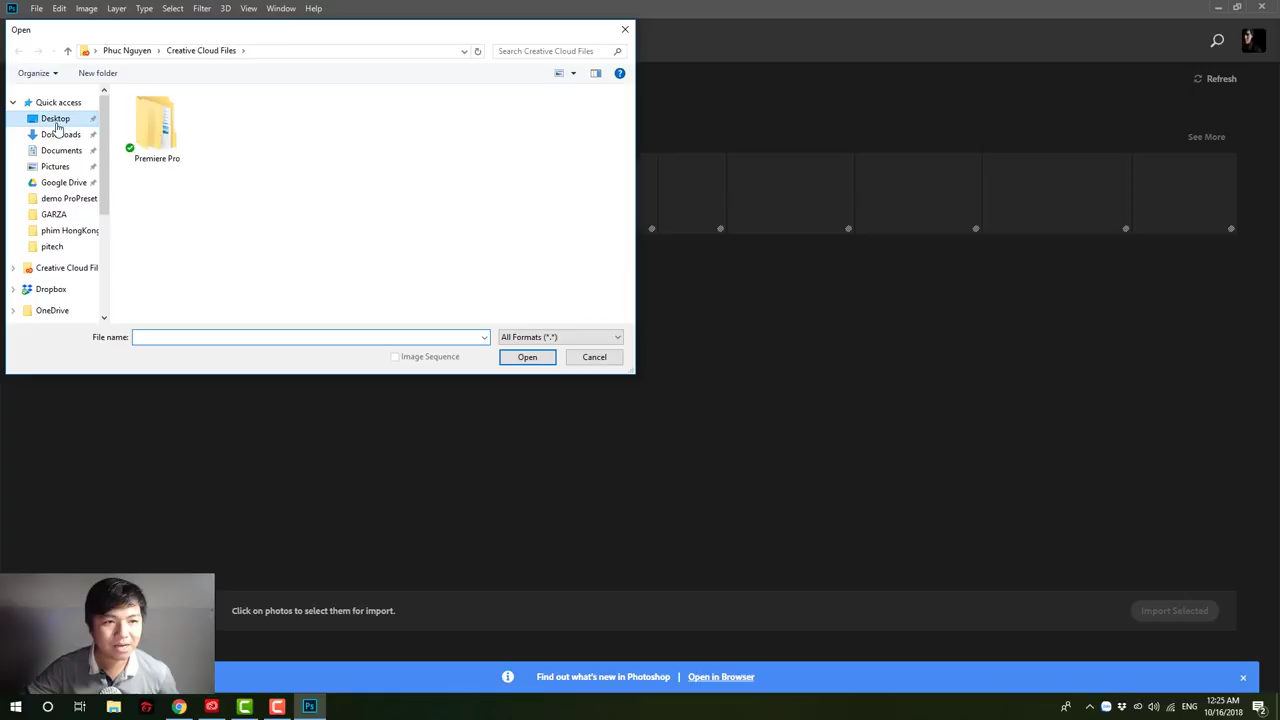 Ps File Edit Image Layer Type Select Filter 3D View Window Help
Open
Phuc Nguyen > Creative Cloud Files >
Search Creative Cloud Files
Organize
New folder
Refresh
Quick access
Desktop
Downloads
Documents
Pictures
Google Drive
demo ProPreset
GARZA
phim HongKong
pitech
Creative Cloud Fil
Dropbox
OneDrive
Premiere Pro
See More
File name:
All Formats (*.*)
Image Sequence
Open
Cancel
Click on photos to select them for import.
Import Selected
Find out what's new in Photoshop | Open in Browser
Ps
ENG
12:25 AM
10/16/2018
2